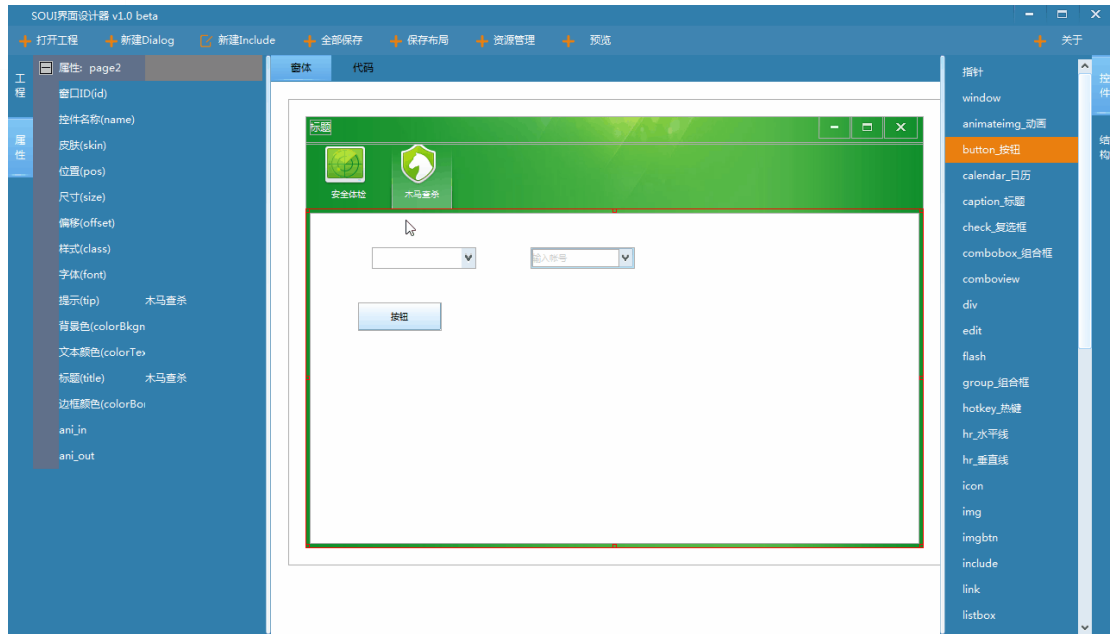 SOUI界面设计器 v1.0 beta
打开工程 新建Dialog 新建Include 全部保存 保存布局 资源管理 预览 关于
工程
属性
属性: page2
窗口ID(id)
控件名称(name)
皮肤(skin)
位置(pos)
尺寸(size)
偏移(offset)
样式(class)
字体(font)
提示(tip) 木马查杀
背景色(colorBkgn
文本颜色(colorTex
标题(title) 木马查杀
边框颜色(colorBor
ani_in
ani_out
窗体 代码
标题
安全体检 木马查杀
输入帐号
按钮
指针
window
animateimg_动画
button_按钮
calendar_日历
caption_标题
check_复选框
combobox_组合框
comboview
div
edit
flash
group_组合框
hotkey_热键
hr_水平线
hr_垂直线
icon
img
imgbtn
include
link
listbox
控件
结构